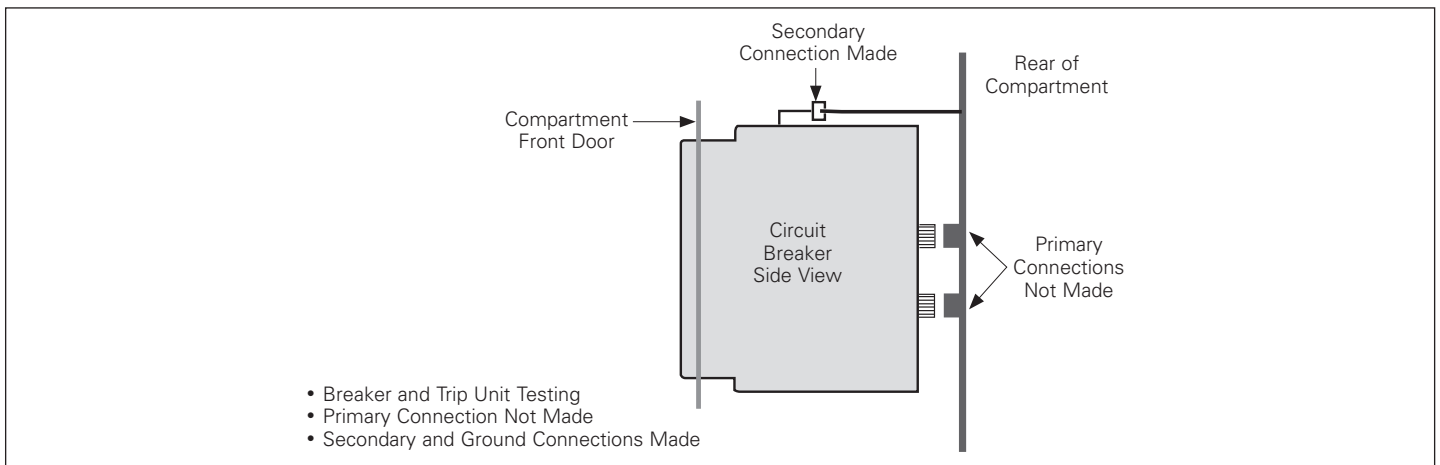 Secondary
Connection Made
Rear of
Compartment
Compartment
Front Door
Circuit
Breaker
Side View
Primary
Connections
Not Made
• Breaker and Trip Unit Testing
• Primary Connection Not Made
• Secondary and Ground Connections Made